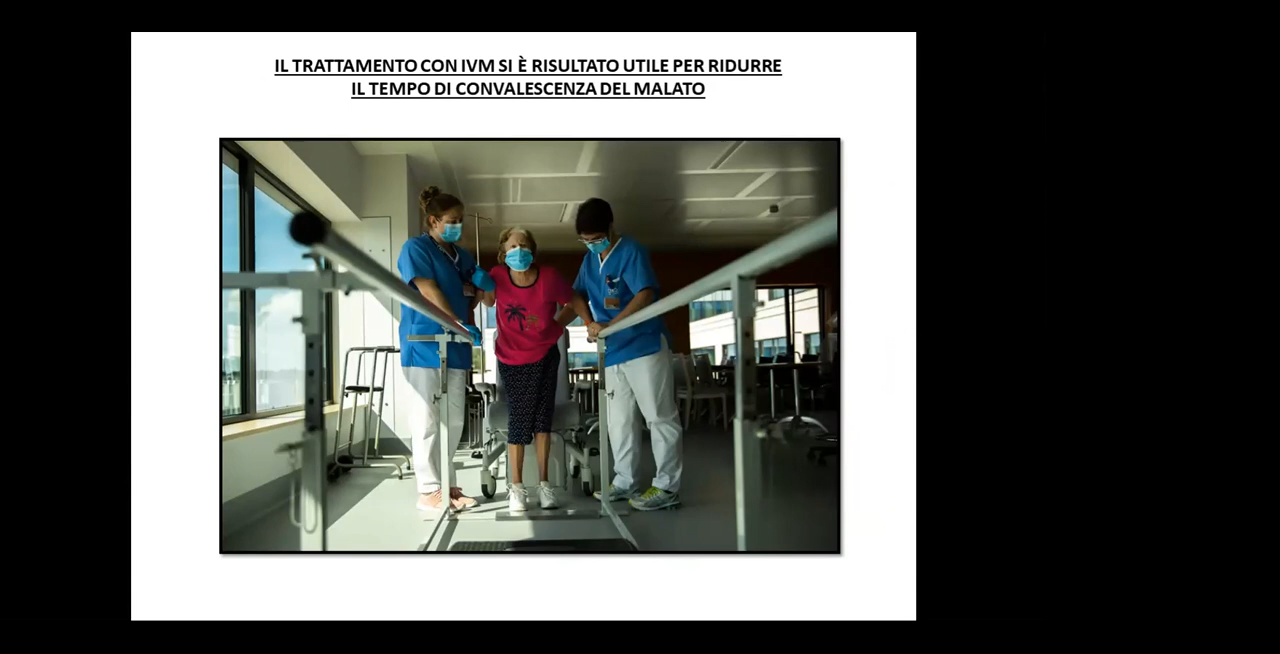 IL TRATTAMENTO CON IVM SI È RISULTATO UTILE PER RIDURRE
IL TEMPO DI CONVALESCENZA DEL MALATO